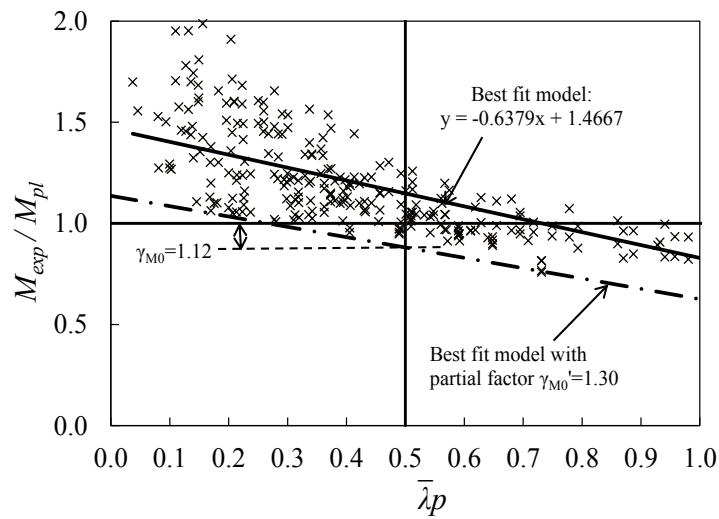 2.0
1.5
1.0
0.5
0.0
M_exp / M_pl
Best fit model:
y = -0.6379x + 1.4667
γM0=1.12
Best fit model with
partial factor γM0'=1.30
0.0 0.1 0.2 0.3 0.4 0.5 0.6 0.7 0.8 0.9 1.0
λ̅p